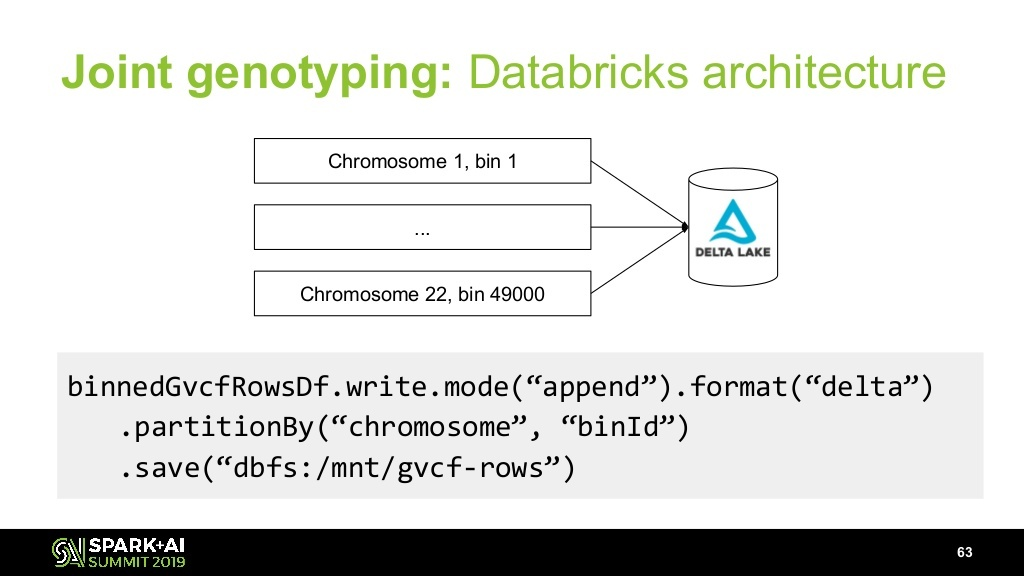 Joint genotyping: Databricks architecture
Chromosome 1, bin 1
...
Chromosome 22, bin 49000
DELTA LAKE
binnedGvcfRowsDf.write.mode(“append”).format(“delta”)
.partitionBy(“chromosome”, “binId”)
.save(“dbfs:/mnt/gvcf-rows”)
SPARK+AI
SUMMIT 2019
63